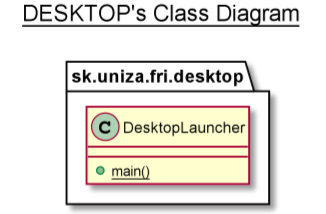 DESKTOP's Class Diagram
sk.uniza.fri.desktop
C DesktopLauncher
main()